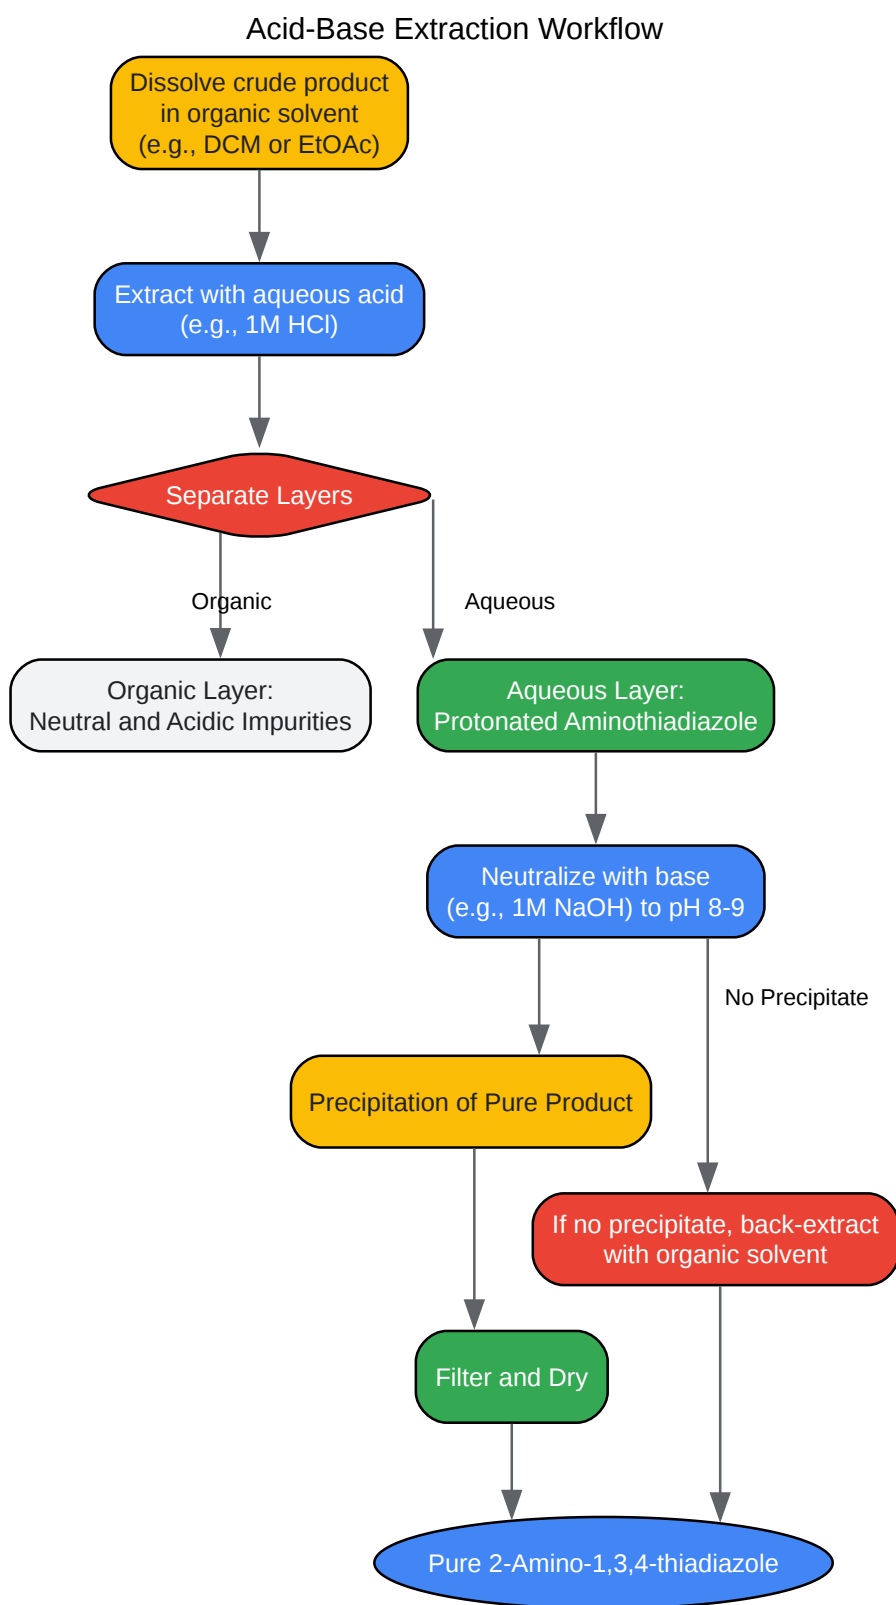 Acid-Base Extraction Workflow
Dissolve crude product
in organic solvent
(e.g., DCM or EtOAc)
Extract with aqueous acid
(e.g., 1M HCl)
Separate Layers
Organic
Aqueous
Organic Layer:
Neutral and Acidic Impurities
Aqueous Layer:
Protonated Aminothiadiazole
Neutralize with base
(e.g., 1M NaOH) to pH 8-9
No Precipitate
Precipitation of Pure Product
If no precipitate, back-extract
with organic solvent
Filter and Dry
Pure 2-Amino-1,3,4-thiadiazole